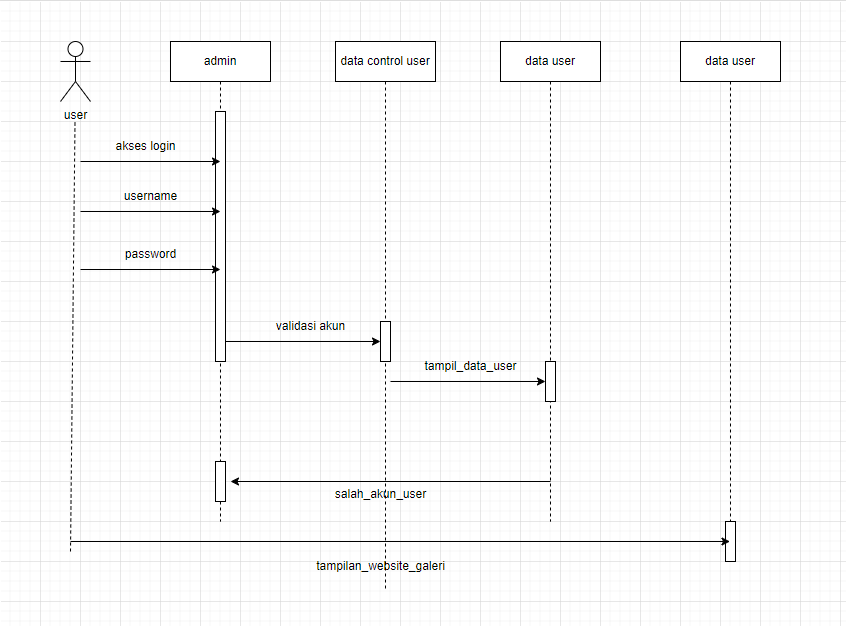 admin
data control user
data user
data user
user
akses login
username
password
validasi akun
tampil_data_user
salah_akun_user
tampilan_website_galeri